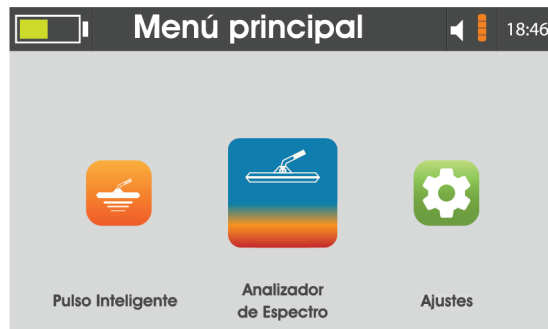 Menú principal
18:46
Pulso Inteligente
Analizador
de Espectro
Ajustes